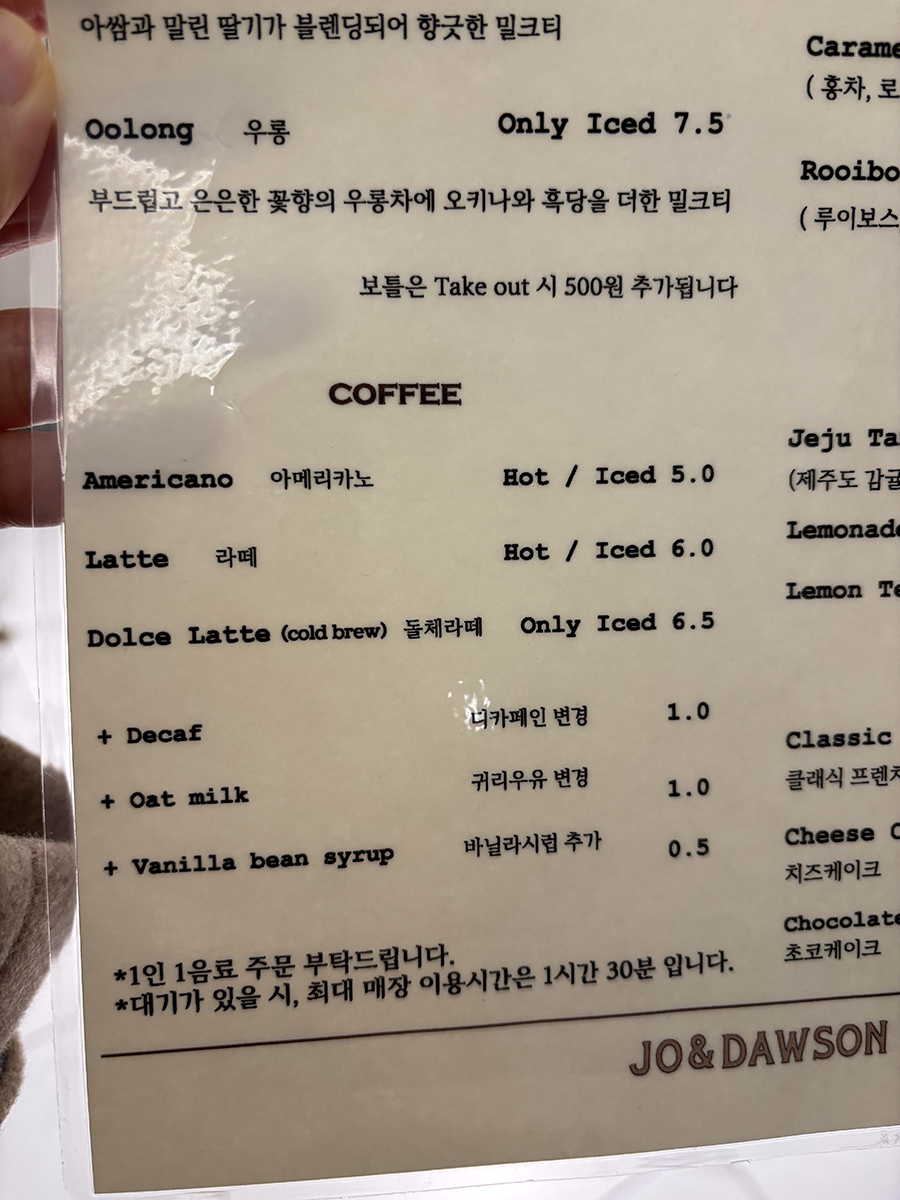 아쌈과 말린 딸기가 블렌딩되어 향긋한 밀크티
Oolong 우롱 Only Iced 7.5
부드럽고 은은한 꽃향의 우롱차에 오키나와 흑당을 더한 밀크티
보틀은 Take out 시 500원 추가됩니다
COFFEE
Americano 아메리카노 Hot / Iced 5.0
Latte 라떼 Hot / Iced 6.0
Dolce Latte (cold brew) 돌체라떼 Only Iced 6.5
+ Decaf 디카페인 변경 1.0
+ Oat milk 귀리우유 변경 1.0
+ Vanilla bean syrup 바닐라시럽 추가 0.5
*1인 1음료 주문 부탁드립니다.
*대기가 있을 시, 최대 매장 이용시간은 1시간 30분 입니다.
( 홍차,
( 루이보스
Jeju
(제주도 감귤
Lemon
Classic
클래식
Cheese
치즈케이크
초코케이크
JO&DAWSON